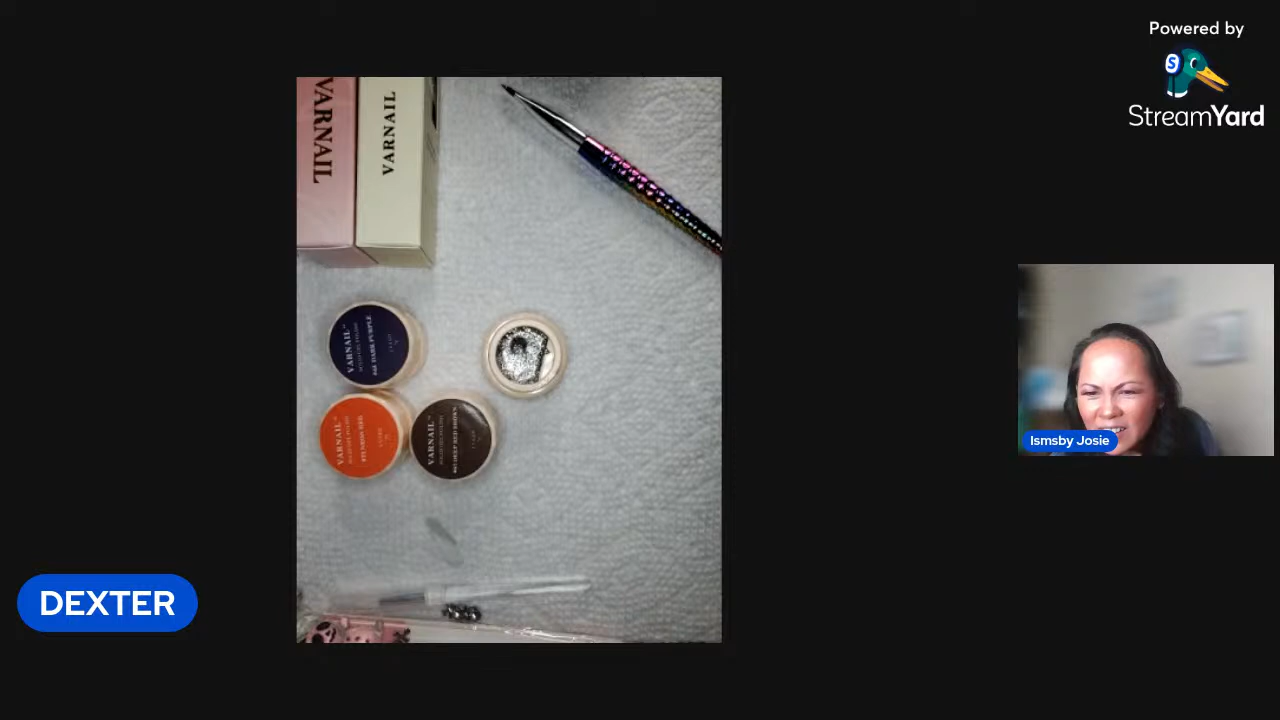 Powered by
StreamYard
VARNAIL
VARNAIL
VARNAIL
DARK PURPLE
VARNAIL
VARNAIL
DEEP RED BROWN
Ismsby Josie
DEXTER